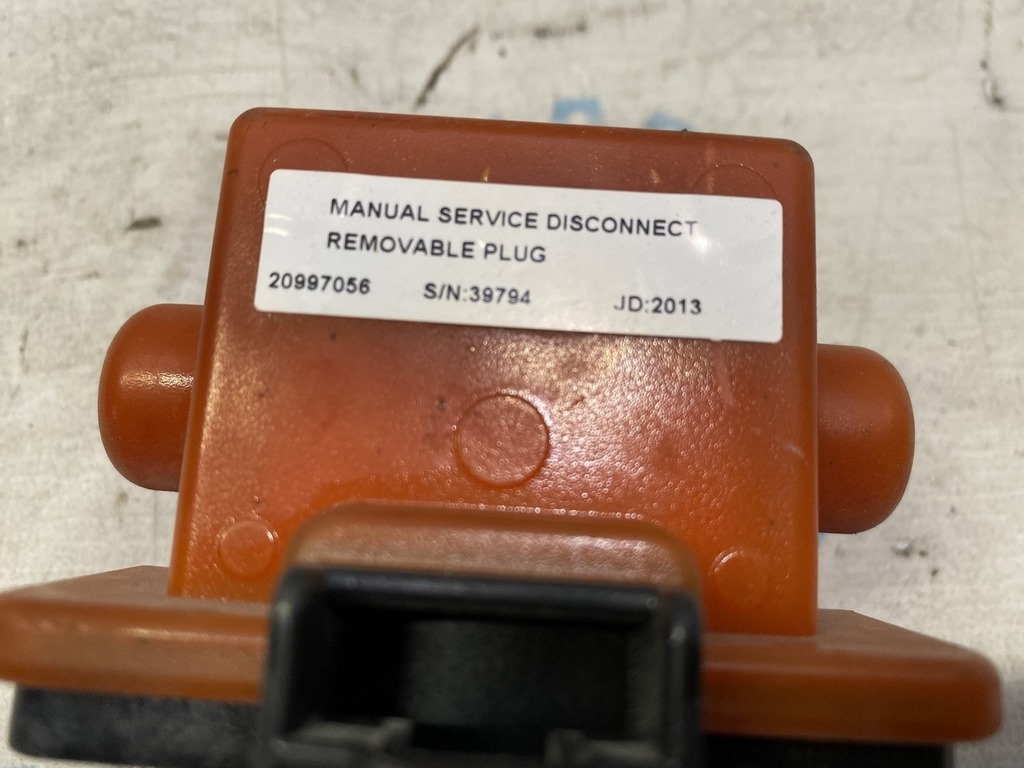 MANUAL SERVICE DISCONNECT
REMOVABLE PLUG
20997056 S/N:39794 JD:2013